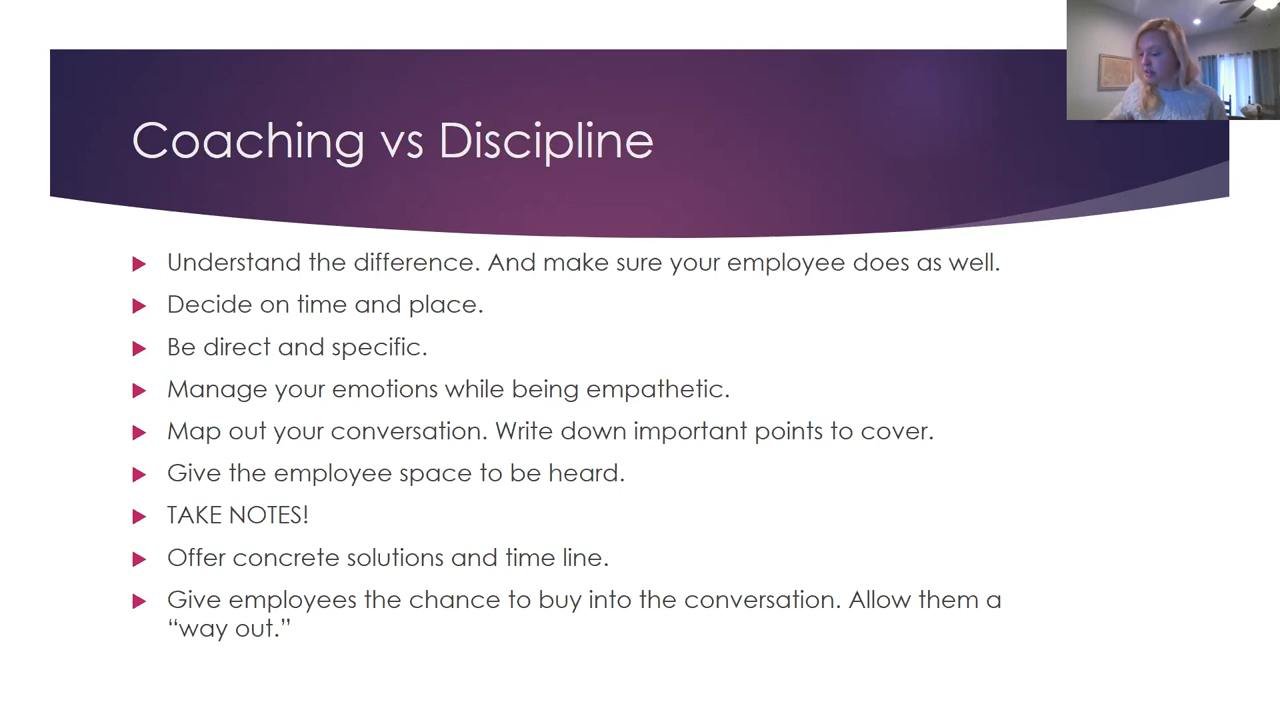 Coaching vs Discipline
Understand the difference. And make sure your employee does as well.
Decide on time and place.
Be direct and specific.
Manage your emotions while being empathetic.
Map out your conversation. Write down important points to cover.
Give the employee space to be heard.
TAKE NOTES!
Offer concrete solutions and time line.
Give employees the chance to buy into the conversation. Allow them a
“way out.”